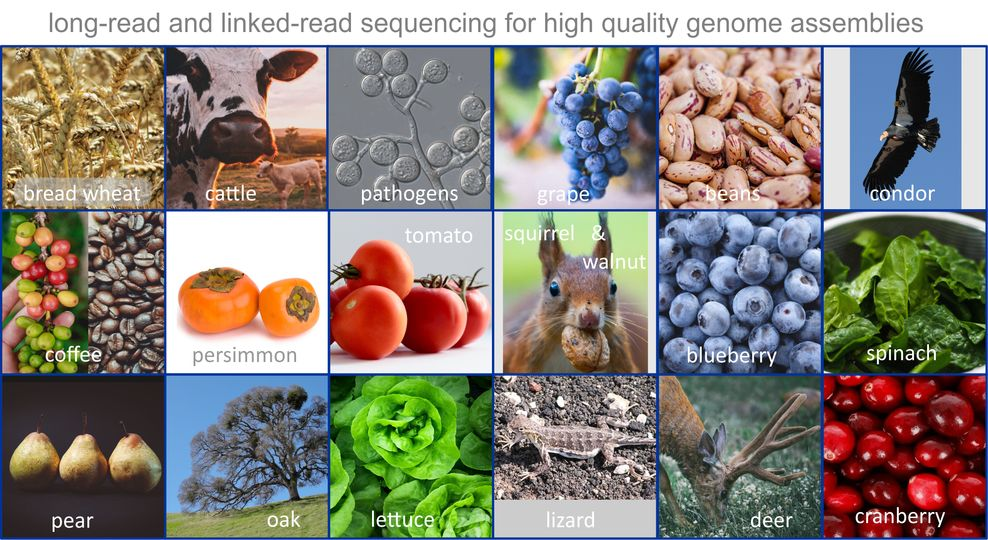 long-read and linked-read sequencing for high quality genome assemblies
bread wheat
cattle
pathogens
grape
beans
condor
coffee
persimmon
tomato
squirrel &
walnut
blueberry
spinach
pear
oak
lettuce
lizard
deer
cranberry